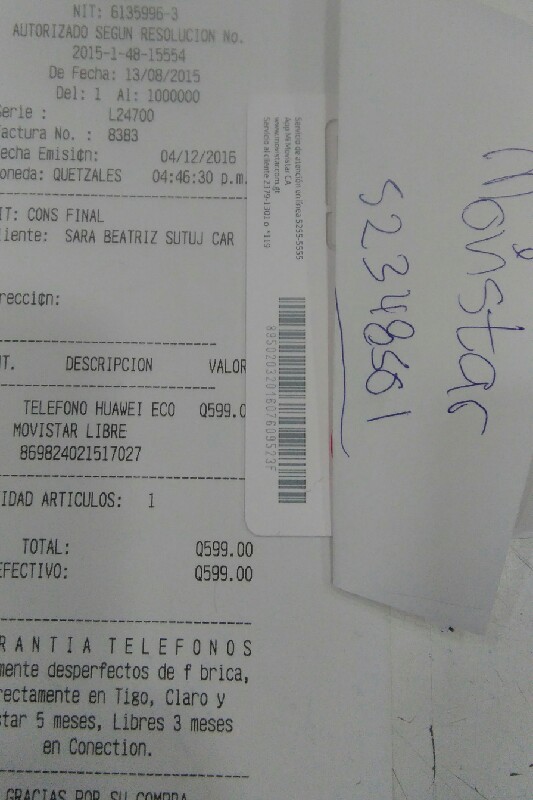 NIT: 6135996-3
AUTORIZADO SEGUN RESOLUCION No.
2015-1-48-15554
De Fecha: 13/08/2015
Del: 1 Al: 1000000
erie : L24700
actura No. : 8383
echa Emisi¢n: 04/12/2016
oneda: QUETZALES 04:46:30 p.m.
IT: CONS FINAL
liente: SARA BEATRIZ SUTUJ CAR
recci¢n:
NT. DESCRIPCION VALOR
TELEFONO HUAWEI ECO Q599.0
MOVISTAR LIBRE
869824021517027
IDAD ARTICULOS: 1
TOTAL: Q599.00
EFECTIVO: Q599.00
RANTIA TELEFONOS
mente desperfectos de f brica,
rectamente en Tigo, Claro y
star 5 meses, Libres 3 meses
en Conection.
GRACIAS POR SU COMPRA
Servicio de atención en línea 5255-5555
App Mi Movistar CA
www.movistar.com.gt
Servicio al cliente 2379-1302 o *119
8950203201607609523F
Movistar
52348561